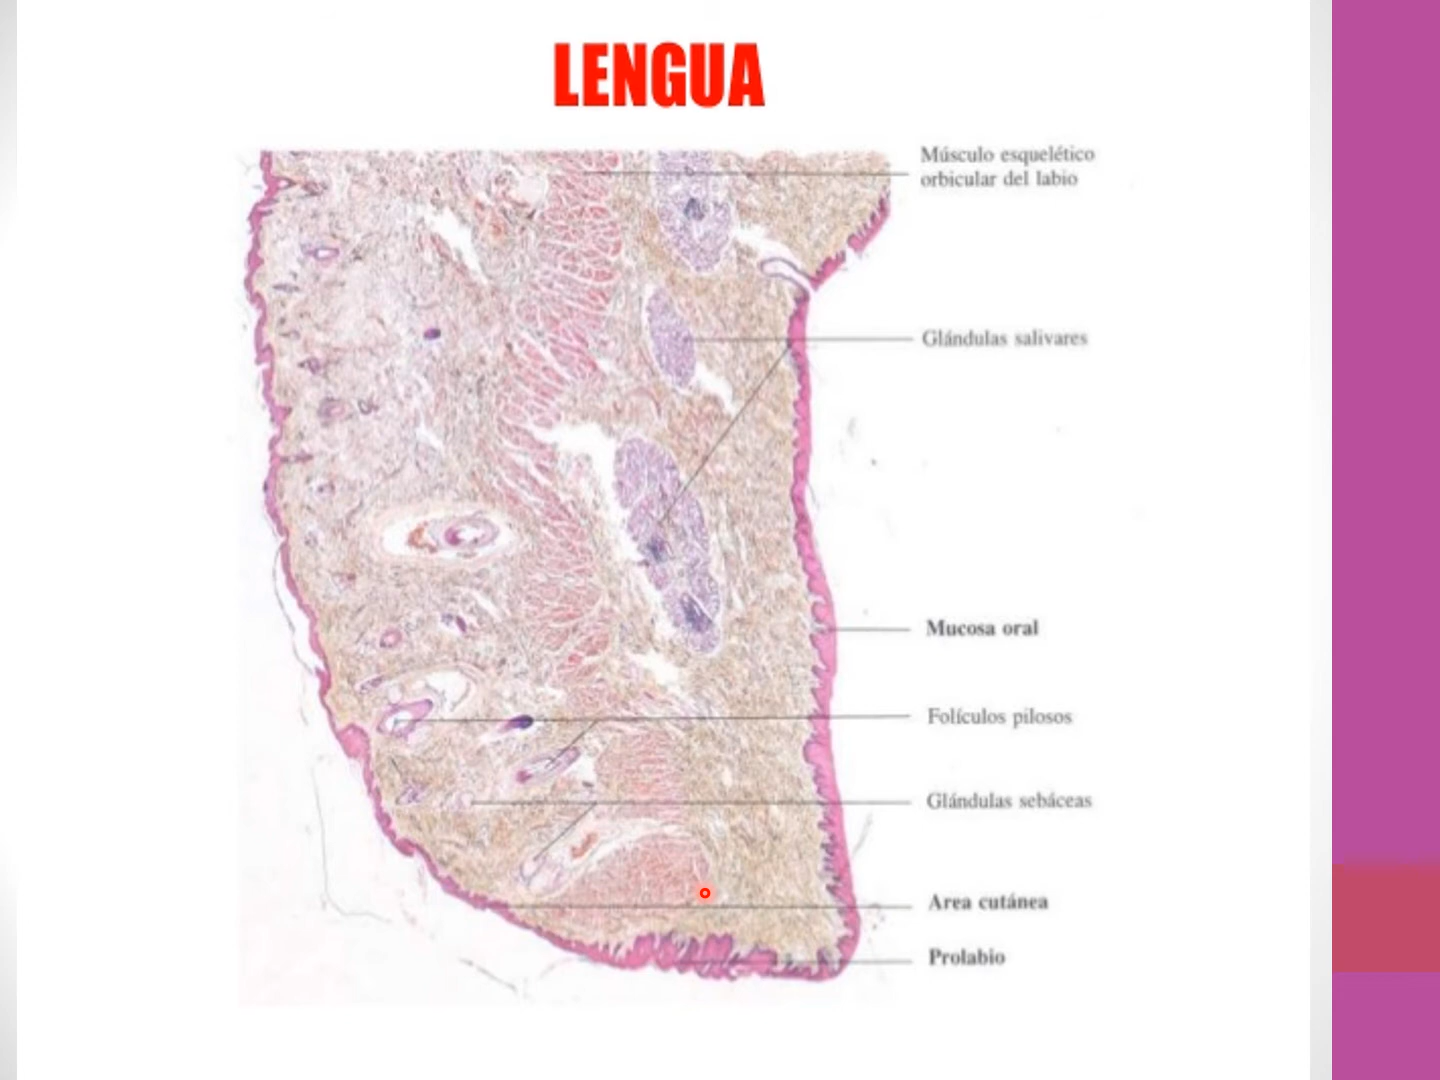 LENGUA
Músculo esquelético
orbicular del labio
Glándulas salivares
Mucosa oral
Folículos pilosos
Glándulas sebáceas
Area cutánea
Prolabio